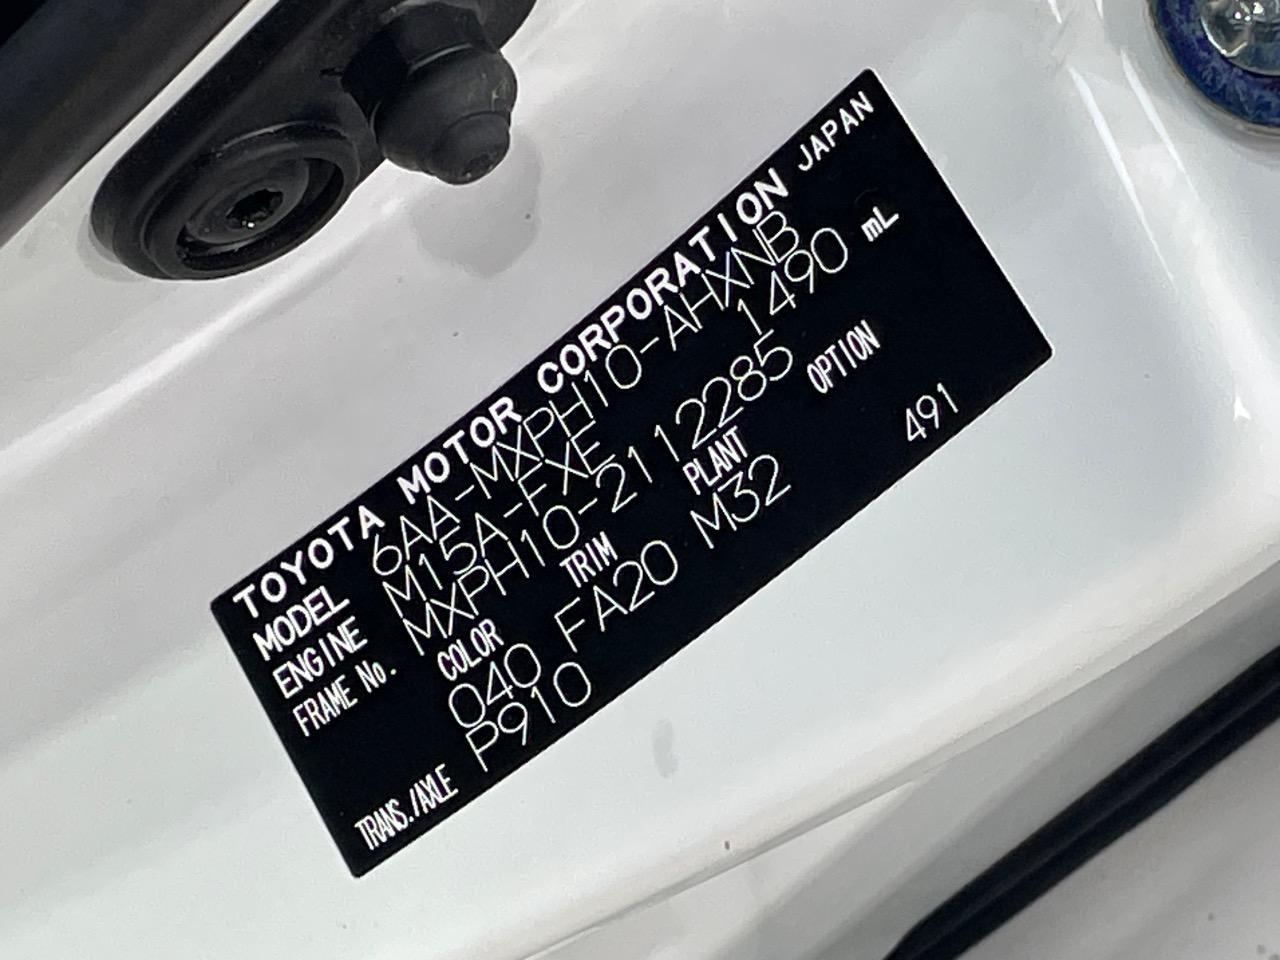 TOYOTA MOTOR CORPORATION JAPAN
MODEL 6AA-MXPH10-AHXNB
ENGINE M15A-FXE 1490 mL
FRAME No. MXPH10-2112285
COLOR TRIM PLANT OPTION
040 FA20 M32 491
TRANS./AXLE P910